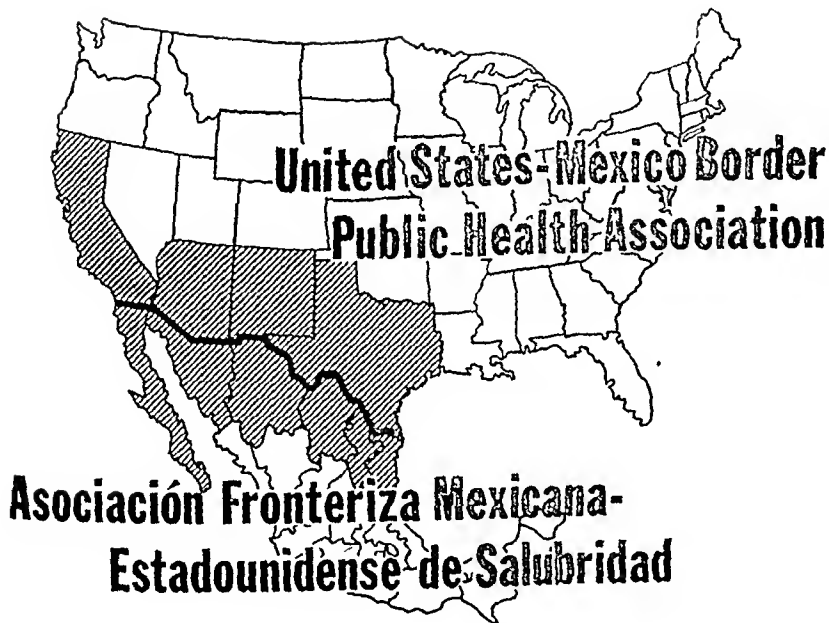 United States-Mexico Border
Public Health Association
Asociación Fronteriza Mexicana-
Estadounidense de Salubridad